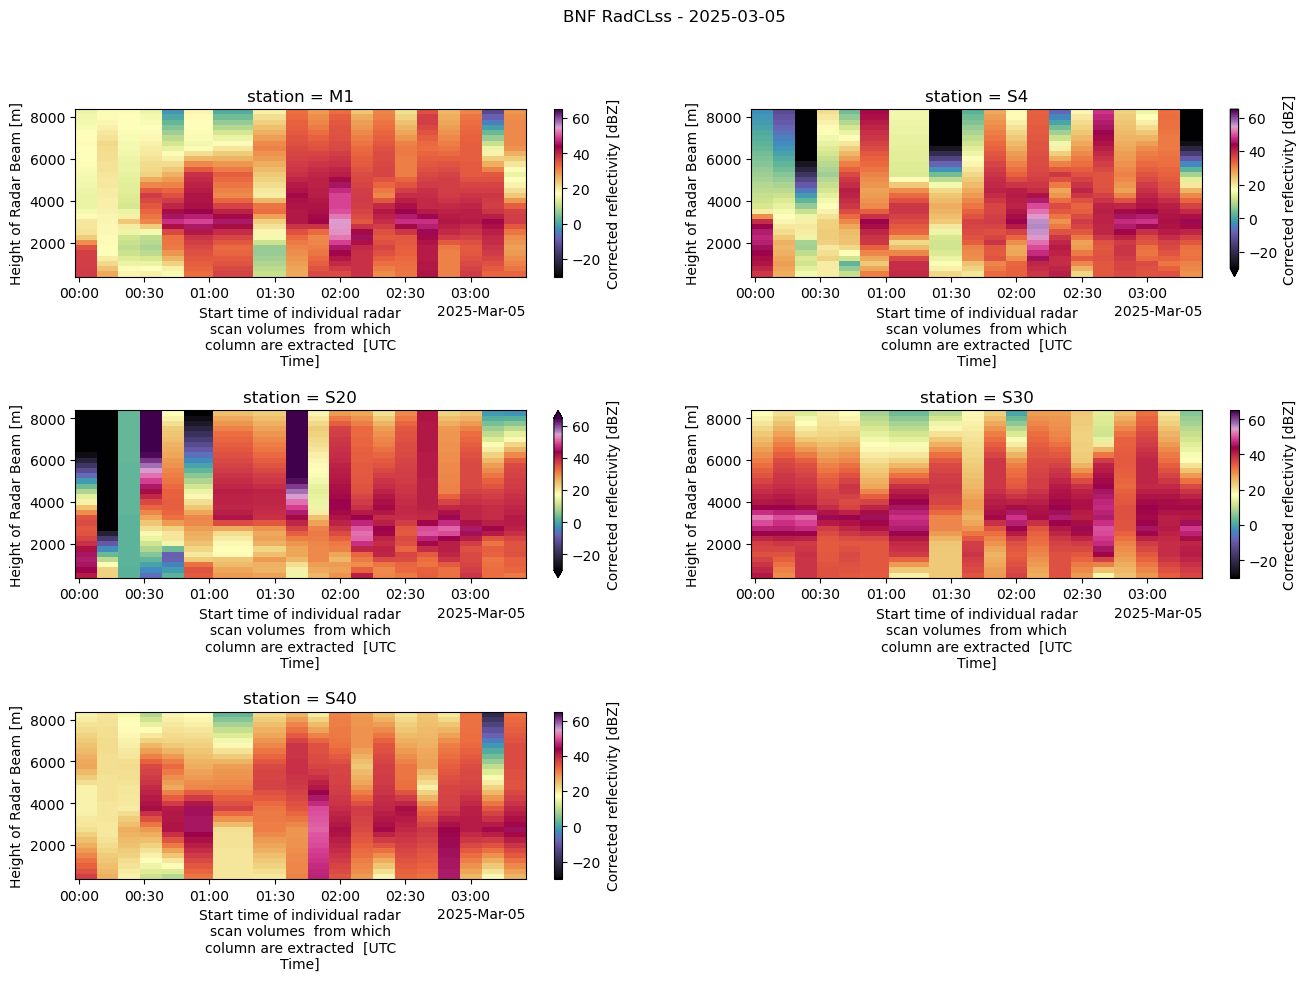 BNF RadCLss - 2025-03-05
station = M1
Height of Radar Beam [m]
8000
6000
4000
2000
00:00 00:30 01:00 01:30 02:00 02:30 03:00
2025-Mar-05
Start time of individual radar
scan volumes  from which
column are extracted  [UTC
Time]
60
40
20
0
−20
Corrected reflectivity [dBZ]
station = S4
Height of Radar Beam [m]
8000
6000
4000
2000
00:00 00:30 01:00 01:30 02:00 02:30 03:00
2025-Mar-05
Start time of individual radar
scan volumes  from which
column are extracted  [UTC
Time]
60
40
20
0
−20
Corrected reflectivity [dBZ]
station = S20
Height of Radar Beam [m]
8000
6000
4000
2000
00:00 00:30 01:00 01:30 02:00 02:30 03:00
2025-Mar-05
Start time of individual radar
scan volumes  from which
column are extracted  [UTC
Time]
60
40
20
0
−20
Corrected reflectivity [dBZ]
station = S30
Height of Radar Beam [m]
8000
6000
4000
2000
00:00 00:30 01:00 01:30 02:00 02:30 03:00
2025-Mar-05
Start time of individual radar
scan volumes  from which
column are extracted  [UTC
Time]
60
40
20
0
−20
Corrected reflectivity [dBZ]
station = S40
Height of Radar Beam [m]
8000
6000
4000
2000
00:00 00:30 01:00 01:30 02:00 02:30 03:00
2025-Mar-05
Start time of individual radar
scan volumes  from which
column are extracted  [UTC
Time]
60
40
20
0
−20
Corrected reflectivity [dBZ]